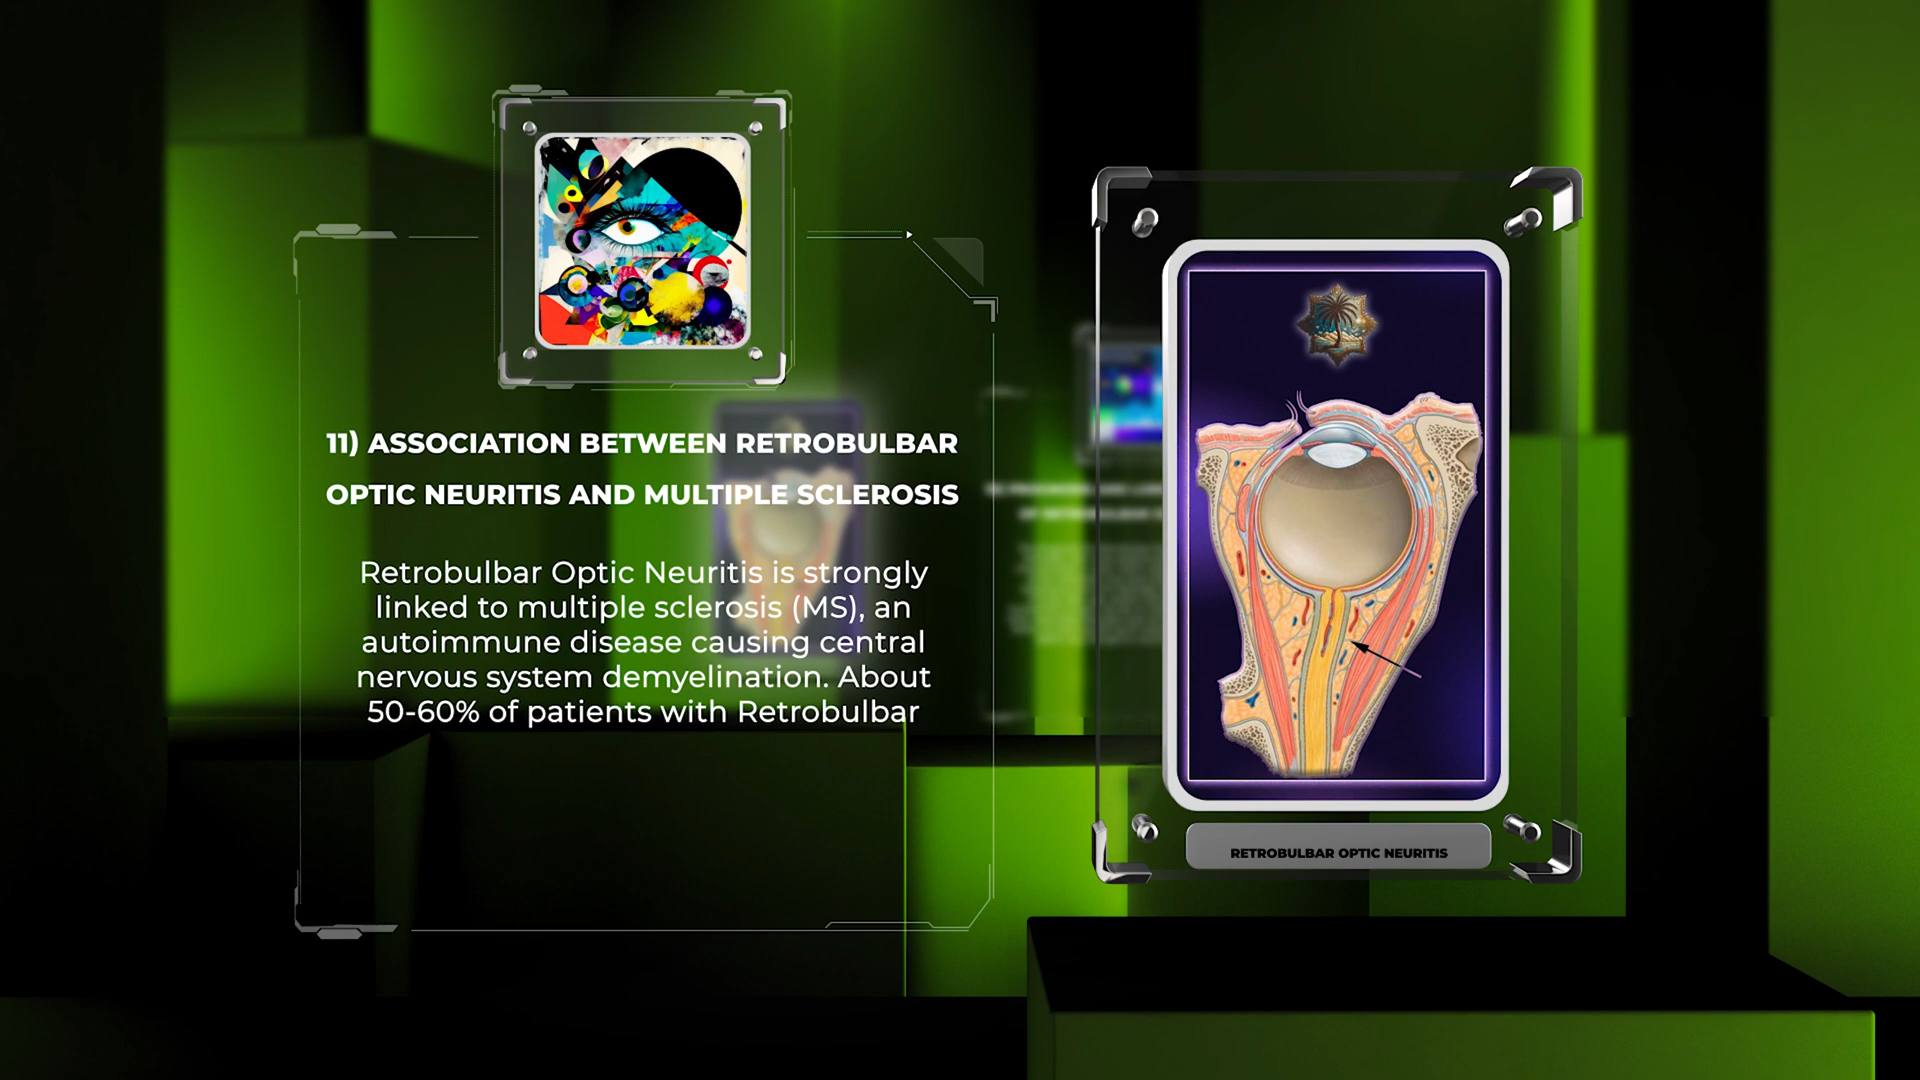 11) ASSOCIATION BETWEEN RETROBULBAR
OPTIC NEURITIS AND MULTIPLE SCLEROSIS
Retrobulbar Optic Neuritis is strongly
linked to multiple sclerosis (MS), an
autoimmune disease causing central
nervous system demyelination. About
50-60% of patients with Retrobulbar
RETROBULBAR OPTIC NEURITIS